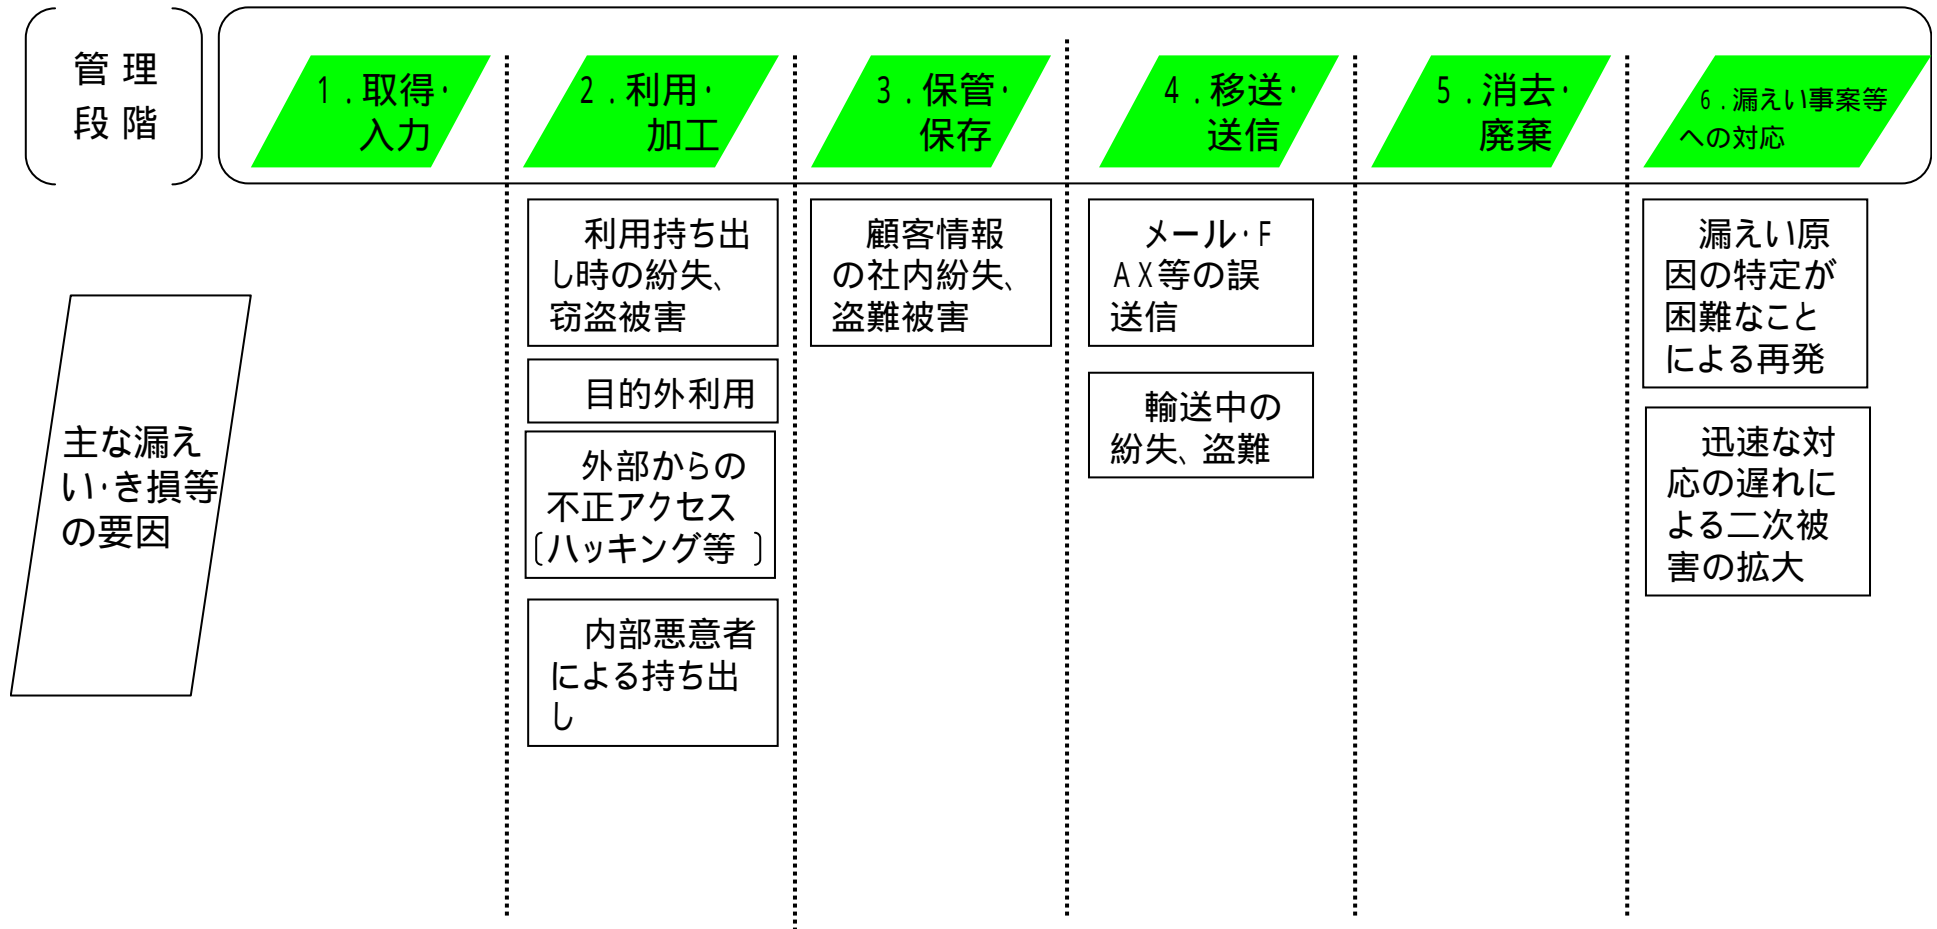 管理
段階
1.取得・
入力
2.利用・
加工
3.保管・
保存
4.移送・
送信
5.消去・
廃棄
6.漏えい事案等
への対応
主な漏え
い・き損等
の要因
利用持ち出
し時の紛失、
窃盗被害
目的外利用
外部からの
不正アクセス
〔ハッキング等〕
内部悪意者
による持ち出
し
顧客情報
の社内紛失、
盗難被害
メール・F
AX等の誤
送信
輸送中の
紛失、盗難
漏えい原
因の特定が
困難なこと
による再発
迅速な対
応の遅れに
よる二次被
害の拡大